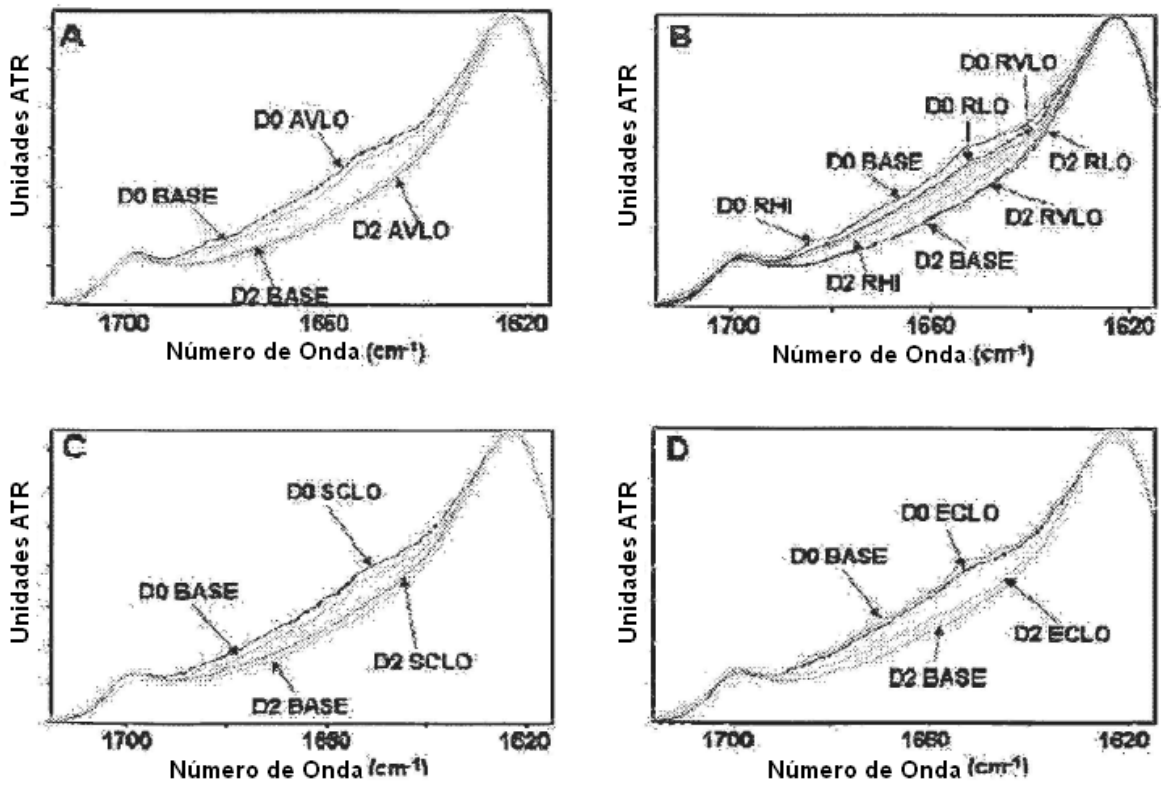 A
Unidades ATR
D0 AVLO
D0 BASE
D2 AVLO
D2 BASE
1700 1660 1620
Número de Onda (cm-1)
B
Unidades ATR
D0 RVLO
D0 RLO
D0 BASE
D2 RLO
D0 RHI
D2 RVLO
D2 BASE
D2 RHI
1700 1660 1620
Número de Onda (cm-1)
C
Unidades ATR
D0 SCLO
D0 BASE
D2 SCLO
D2 BASE
1700 1660 1620
Número de Onda (cm-1)
D
Unidades ATR
D0 ECLO
D0 BASE
D2 ECLO
D2 BASE
1700 1660 1620
Número de Onda (cm-1)